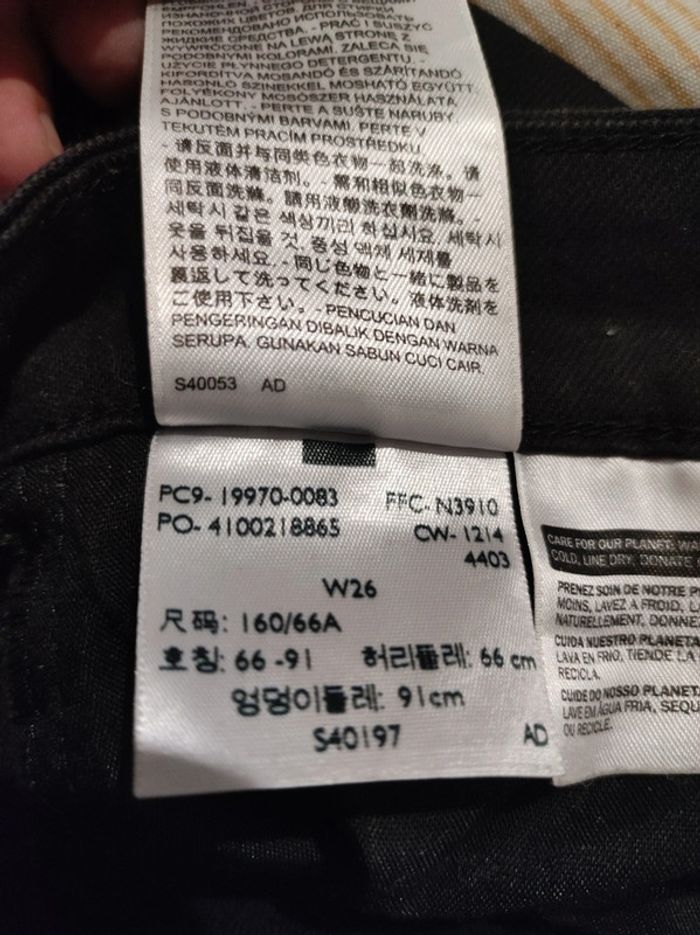 ПОХОЖИХ ЦВЕТОВ, ДЛЯ СТИРКИ
РЕКОМЕНДОВАНО ИСПОЛЬЗОВАТЬ
ЖИДКИЕ СРЕДСТВА. - PRAĆ I SUSZYĆ
WYWRÓCONE NA LEWĄ STRONĘ Z
PODOBNYMI KOLORAMI. ZALECA SIĘ
UŻYCIE PŁYNNEGO DETERGENTU. -
KIFORDÍTVA MOSANDÓ ÉS SZÁRÍTANDÓ
HASONLÓ SZÍNEKKEL MOSHATÓ EGYÜTT.
FOLYÉKONY MOSÓSZER HASZNÁLATA
AJÁNLOTT. - PERTE A SUŠTE NARUBY
S PODOBNÝMI BARVAMI. PERTE V
TEKUTÉM PRACÍM PROSTŘEDKU.
- 请反面并与同类色衣物一起洗涤。请
使用液体清洁剂。- 需和相似色衣物一
同反面洗滌。請用液態洗衣劑洗滌。-
세탁시 같은 색상끼리 하십시요. 세탁시
옷을 뒤집을 것. 중성 액체 세제를
사용하세요. - 同じ色物と一緒に製品を
裏返して洗ってください。液体洗剤を
ご使用下さい。- PENCUCIAN DAN
PENGERINGAN DIBALIK DENGAN WARNA
SERUPA. GUNAKAN SABUN CUCI CAIR.
S40053 AD
PC9- 19970-0083 FFC- N3910
PO- 4100218865 CW- 1214
4403
W26
尺码: 160/66A
호칭: 66 -91 허리둘레: 66 cm
엉덩이둘레: 91cm
S40197 AD
CARE FOR OUR PLANET: WA
COLD, LINE DRY, DONATE
PRENEZ SOIN DE NOTRE P
MOINS, LAVEZ A FROID,
NATURELLEMENT, DONNE
CUIDA NUESTRO PLANETA
LAVA EN FRIO, TIENDE LA
RECICLA.
CUIDE DO NOSSO PLANET
LAVE EM ÁGUA FRIA, SEQU
OU RECICLE.